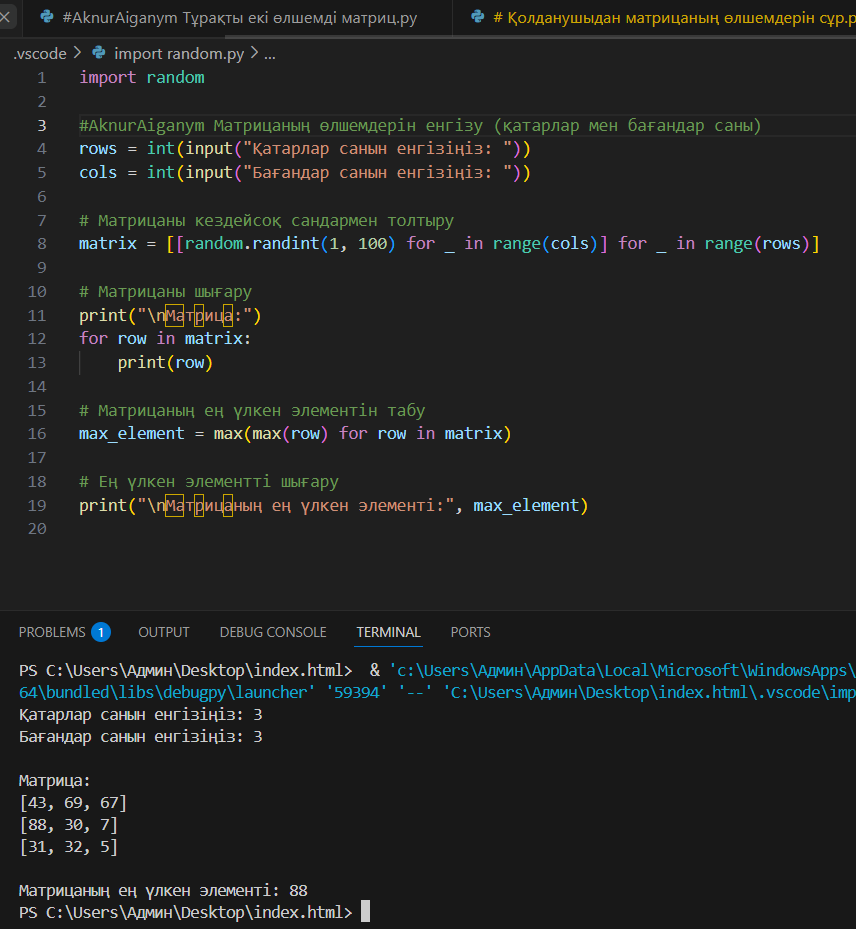 #AknurAiganym Тұрақты екі өлшемді матриц.py
# Қолданушыдан матрицаның өлшемдерін сұр.p
.vscode > import random.py > ...
1 import random
2
3 #AknurAiganym Матрицаның өлшемдерін енгізу (қатарлар мен бағандар саны)
4 rows = int(input("Қатарлар санын енгізіңіз: "))
5 cols = int(input("Бағандар санын енгізіңіз: "))
6
7 # Матрицаны кездейсоқ сандармен толтыру
8 matrix = [[random.randint(1, 100) for _ in range(cols)] for _ in range(rows)]
9
10 # Матрицаны шығару
11 print("\nМатрица:")
12 for row in matrix:
13 print(row)
14
15 # Матрицаның ең үлкен элементін табу
16 max_element = max(max(row) for row in matrix)
17
18 # Ең үлкен элементті шығару
19 print("\nМатрицаның ең үлкен элементі:", max_element)
20
PROBLEMS 1 OUTPUT DEBUG CONSOLE TERMINAL PORTS
PS C:\Users\Админ\Desktop\index.html> & 'c:\Users\Админ\AppData\Local\Microsoft\WindowsApps\
64\bundled\libs\debugpy\launcher' '59394' '--' 'C:\Users\Админ\Desktop\index.html\.vscode\imp
Қатарлар санын енгізіңіз: 3
Бағандар санын енгізіңіз: 3
Матрица:
[43, 69, 67]
[88, 30, 7]
[31, 32, 5]
Матрицаның ең үлкен элементі: 88
PS C:\Users\Админ\Desktop\index.html>